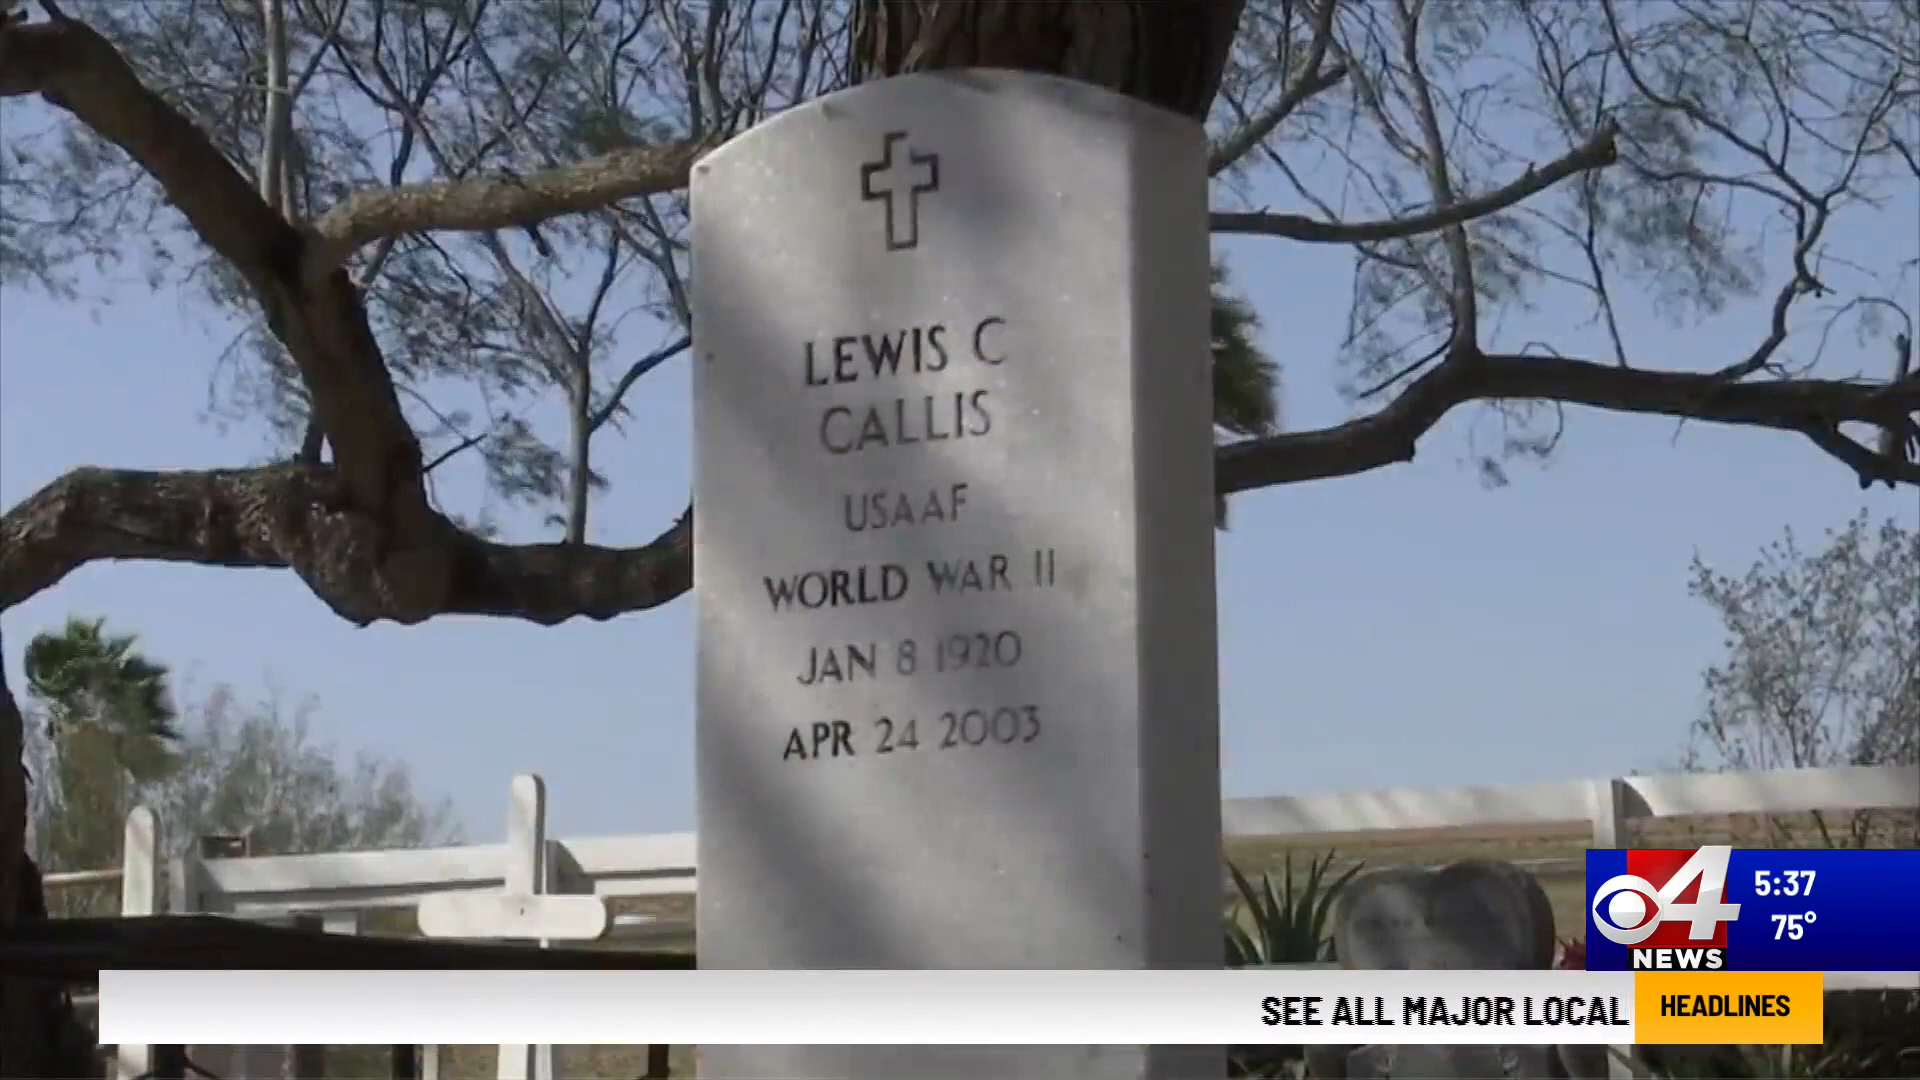 LEWIS C
CALLIS
USAAF
WORLD WAR II
JAN 8 1920
APR 24 2003
4
NEWS
5:37
75°
SEE ALL MAJOR LOCAL
HEADLINES